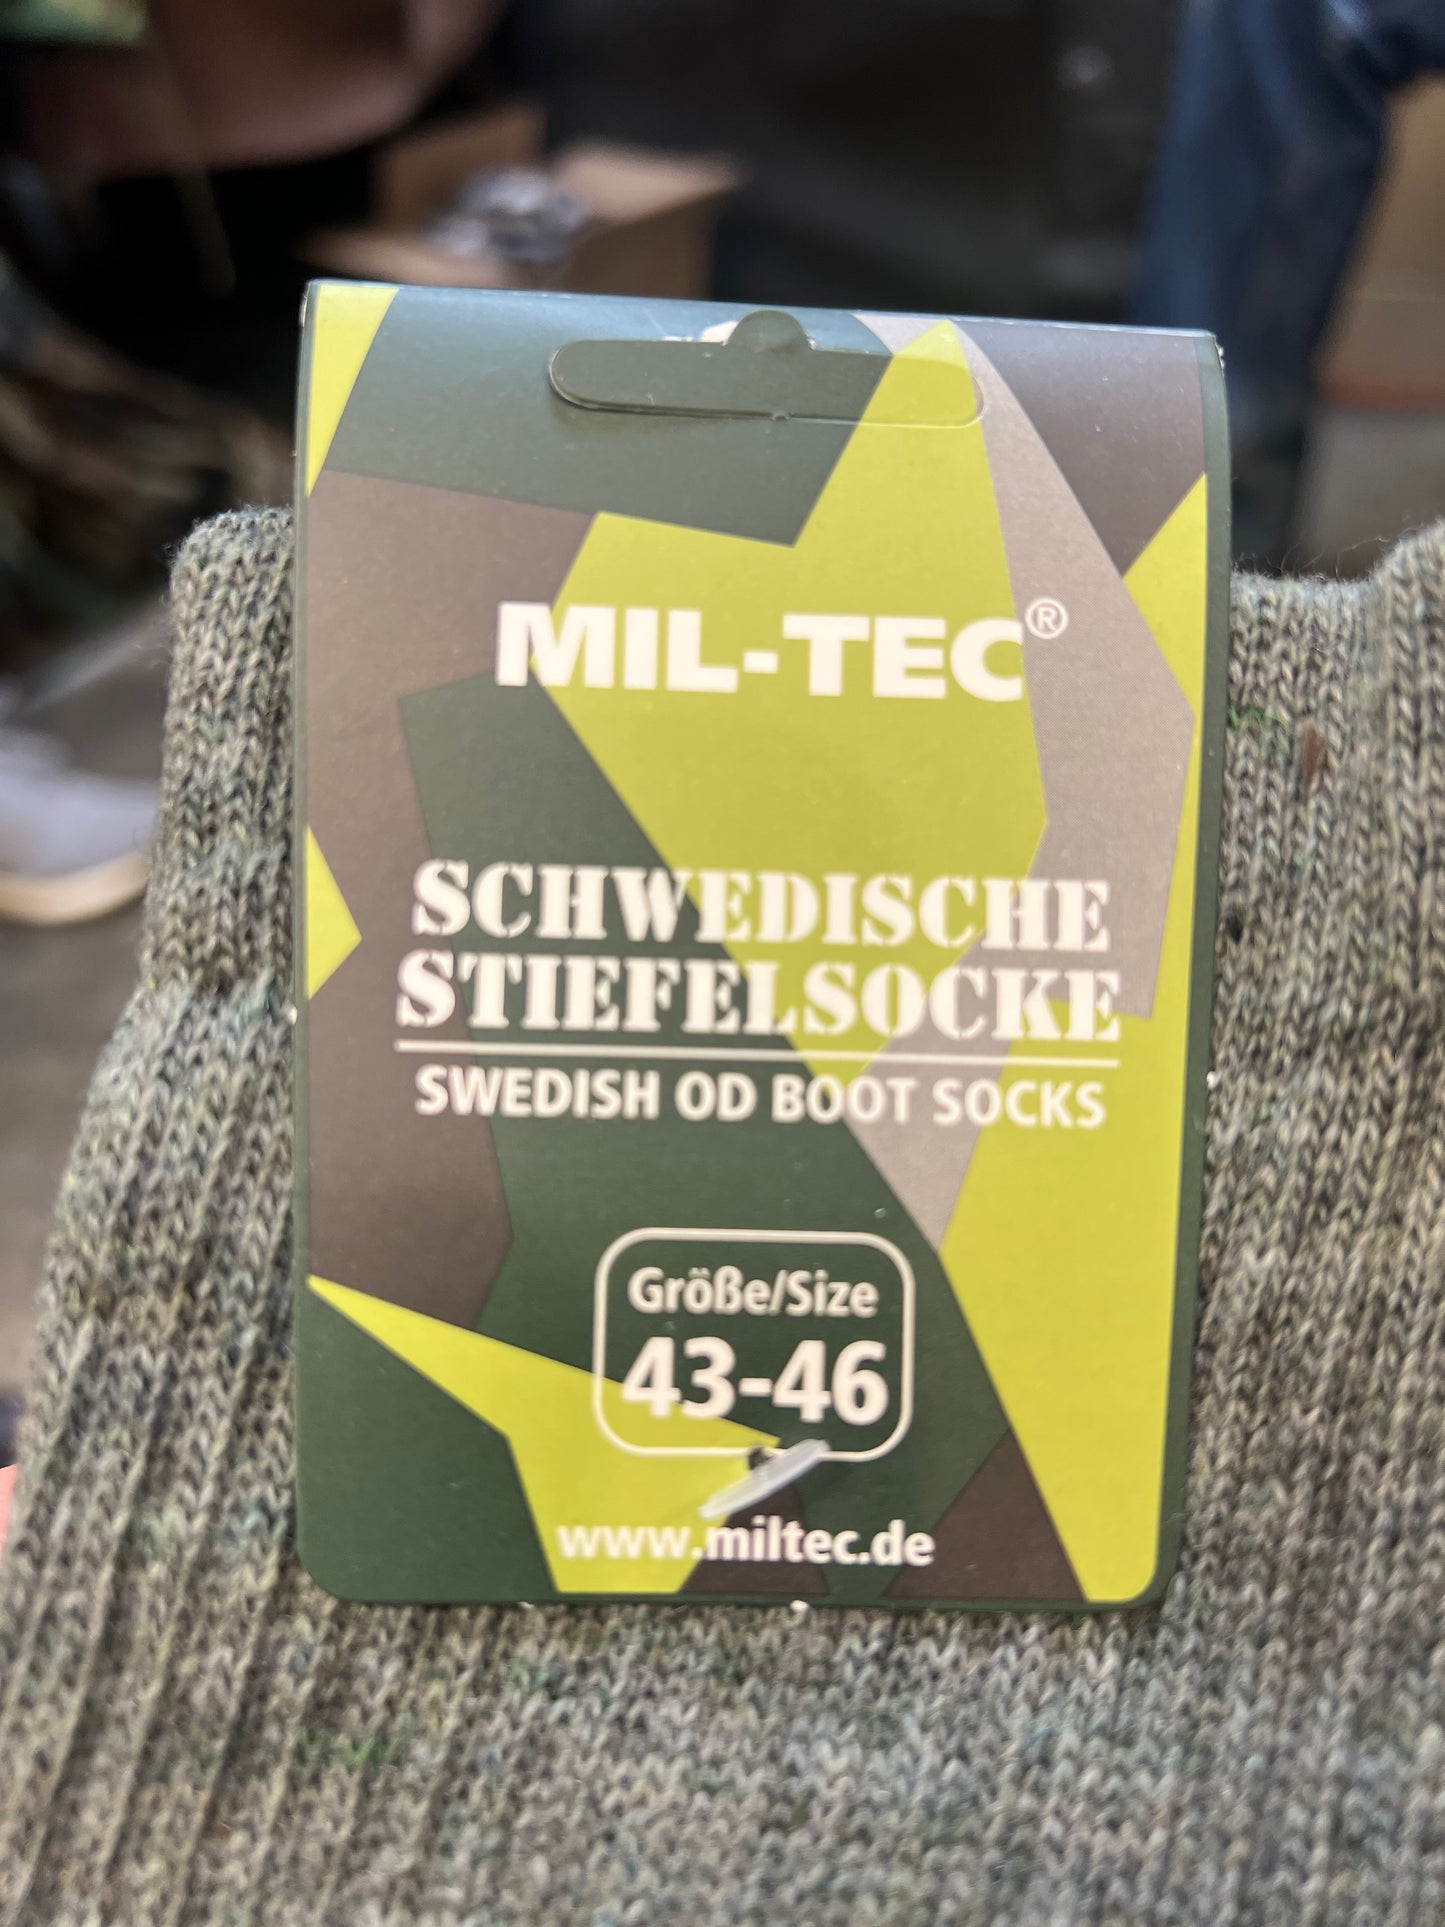 MIL-TEC®
SCHWEDISCHE
STIEFELSOCKE
SWEDISH OD BOOT SOCKS
Größe/Size
43-46
www.miltec.de